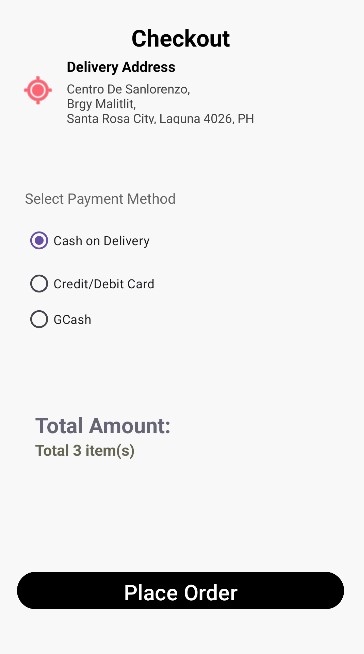 Checkout
Delivery Address
Centro De Sanlorenzo,
Brgy Malitlit,
Santa Rosa City, Laguna 4026, PH
Select Payment Method
Cash on Delivery
Credit/Debit Card
GCash
Total Amount:
Total 3 item(s)
Place Order